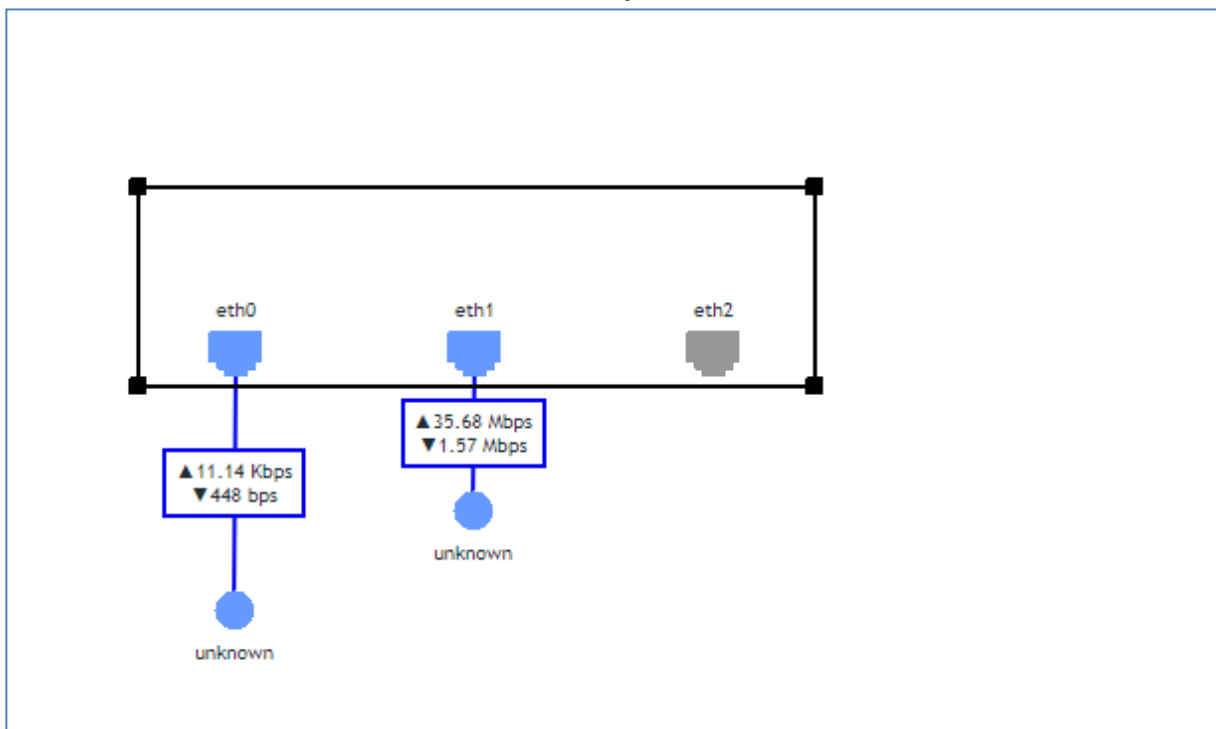 eth0
eth1
eth2
▲35.68 Mbps
▼1.57 Mbps
▲11.14 Kbps
▼448 bps
unknown
unknown